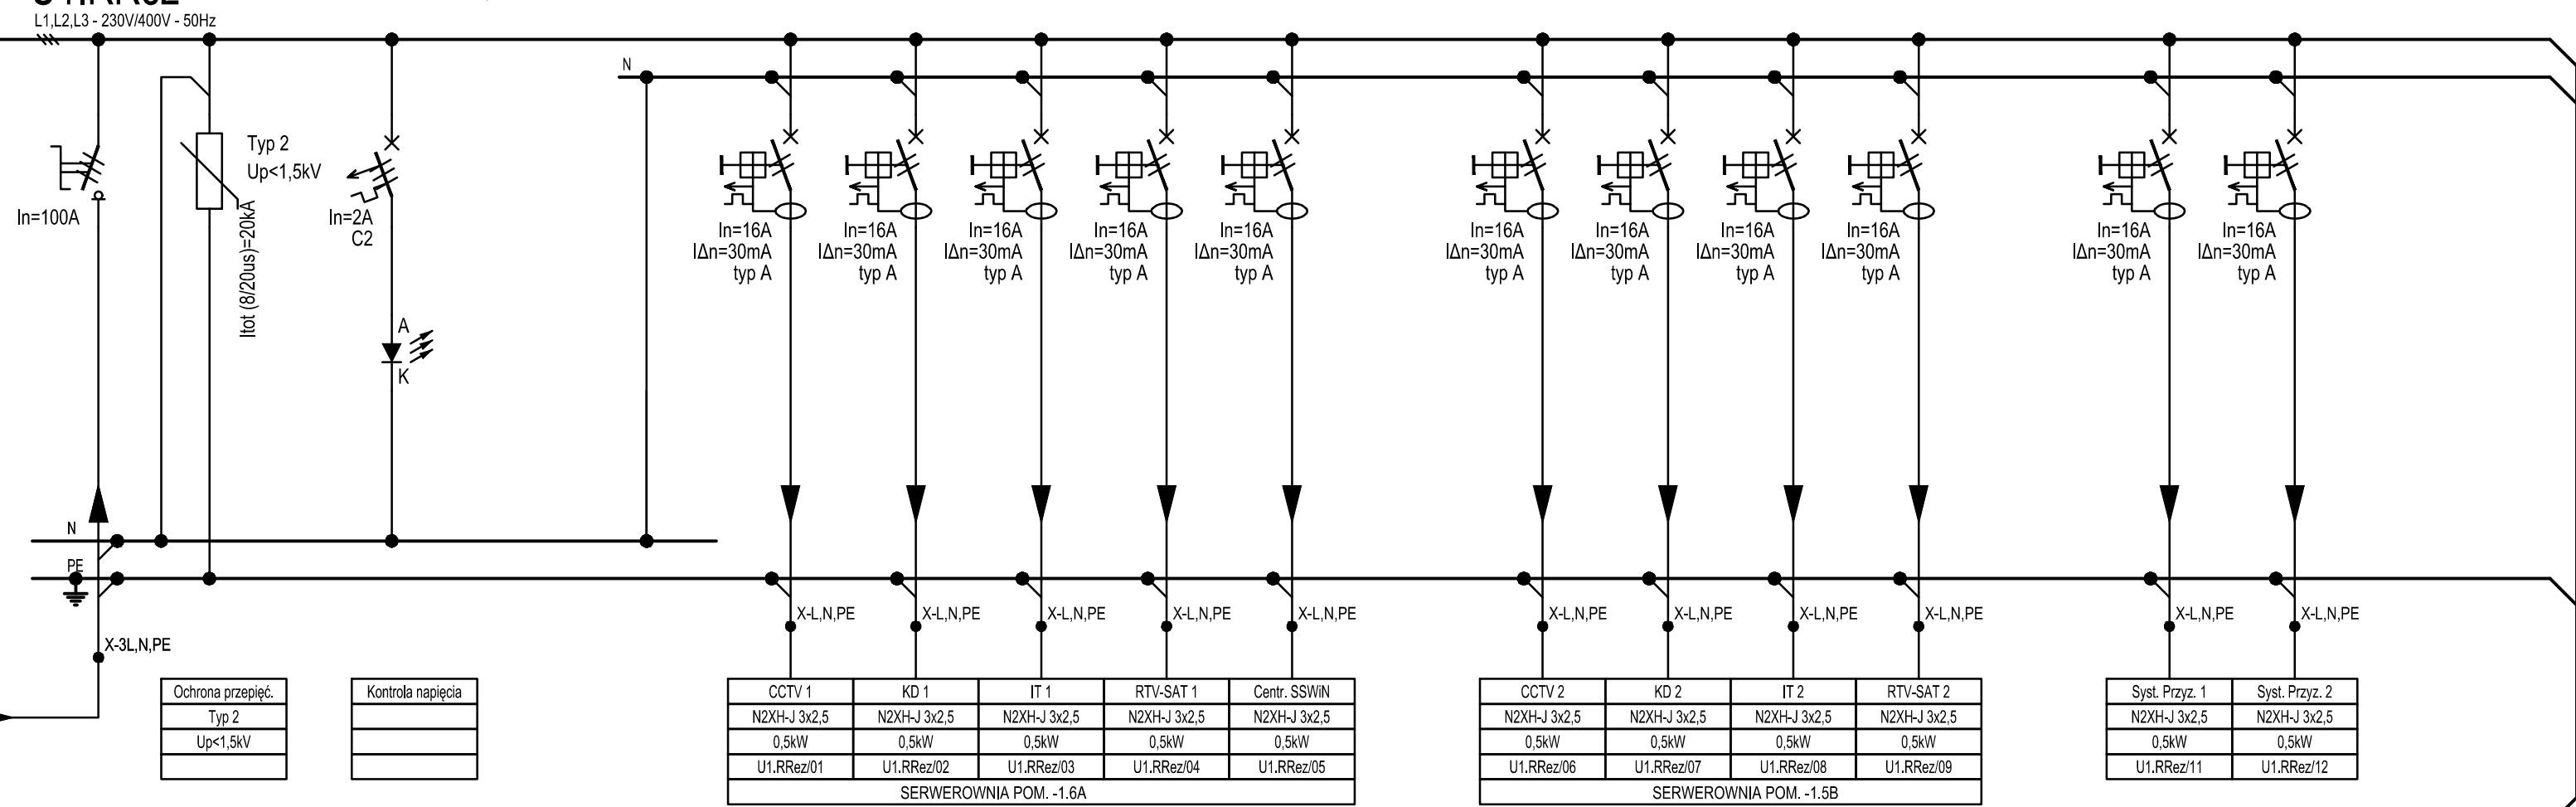 L1,L2,L3 - 230V/400V - 50Hz
N
Typ 2
Up<1,5kV
Itot (8/20us)=20kA
In=100A
In=2A
C2
In=16A In=16A In=16A In=16A In=16A In=16A In=16A In=16A In=16A In=16A In=16A
IΔn=30mA IΔn=30mA IΔn=30mA IΔn=30mA IΔn=30mA IΔn=30mA IΔn=30mA IΔn=30mA IΔn=30mA IΔn=30mA IΔn=30mA
typ A typ A typ A typ A typ A typ A typ A typ A typ A typ A typ A
A
K
N
PE
X-L,N,PE X-L,N,PE X-L,N,PE X-L,N,PE X-L,N,PE X-L,N,PE X-L,N,PE X-L,N,PE X-L,N,PE X-L,N,PE X-L,N,PE
X-3L,N,PE
Ochrona przepięć.
Typ 2
Up<1,5kV
Kontrola napięcia
CCTV 1 KD 1 IT 1 RTV-SAT 1 Centr. SSWiN
N2XH-J 3x2,5 N2XH-J 3x2,5 N2XH-J 3x2,5 N2XH-J 3x2,5 N2XH-J 3x2,5
0,5kW 0,5kW 0,5kW 0,5kW 0,5kW
U1.RRez/01 U1.RRez/02 U1.RRez/03 U1.RRez/04 U1.RRez/05
SERWEROWNIA POM. -1.6A
CCTV 2 KD 2 IT 2 RTV-SAT 2
N2XH-J 3x2,5 N2XH-J 3x2,5 N2XH-J 3x2,5 N2XH-J 3x2,5
0,5kW 0,5kW 0,5kW 0,5kW
U1.RRez/06 U1.RRez/07 U1.RRez/08 U1.RRez/09
SERWEROWNIA POM. -1.5B
Syst. Przyz. 1 Syst. Przyz. 2
N2XH-J 3x2,5 N2XH-J 3x2,5
0,5kW 0,5kW
U1.RRez/11 U1.RRez/12